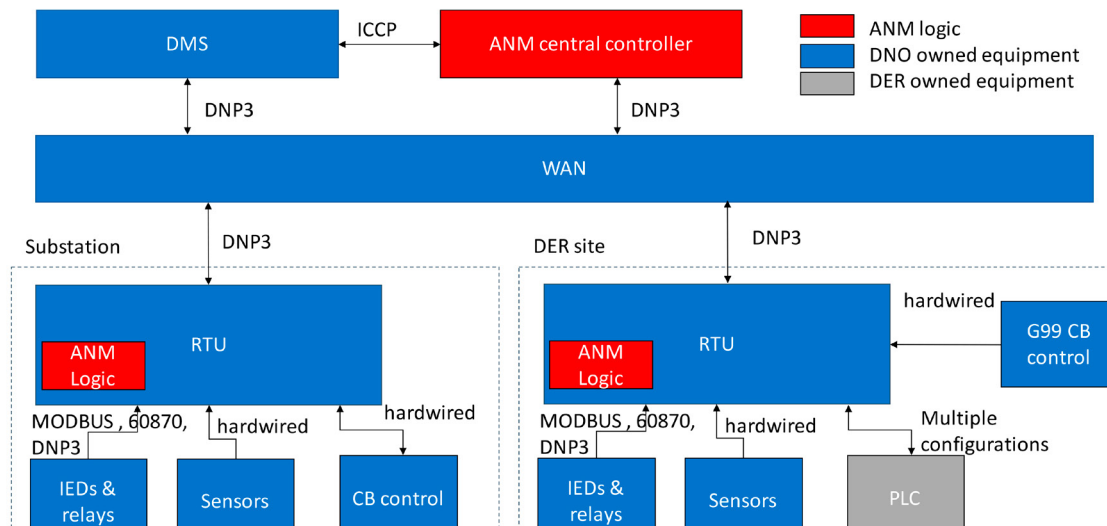 DMS
ICCP
ANM central controller
ANM logic
DNO owned equipment
DER owned equipment
DNP3
DNP3
WAN
Substation
DNP3
DER site
DNP3
RTU
ANM
Logic
MODBUS , 60870,
DNP3
hardwired
hardwired
IEDs &
relays
Sensors
CB control
RTU
ANM
Logic
hardwired
G99 CB
control
MODBUS , 60870,
DNP3
hardwired
Multiple
configurations
IEDs &
relays
Sensors
PLC